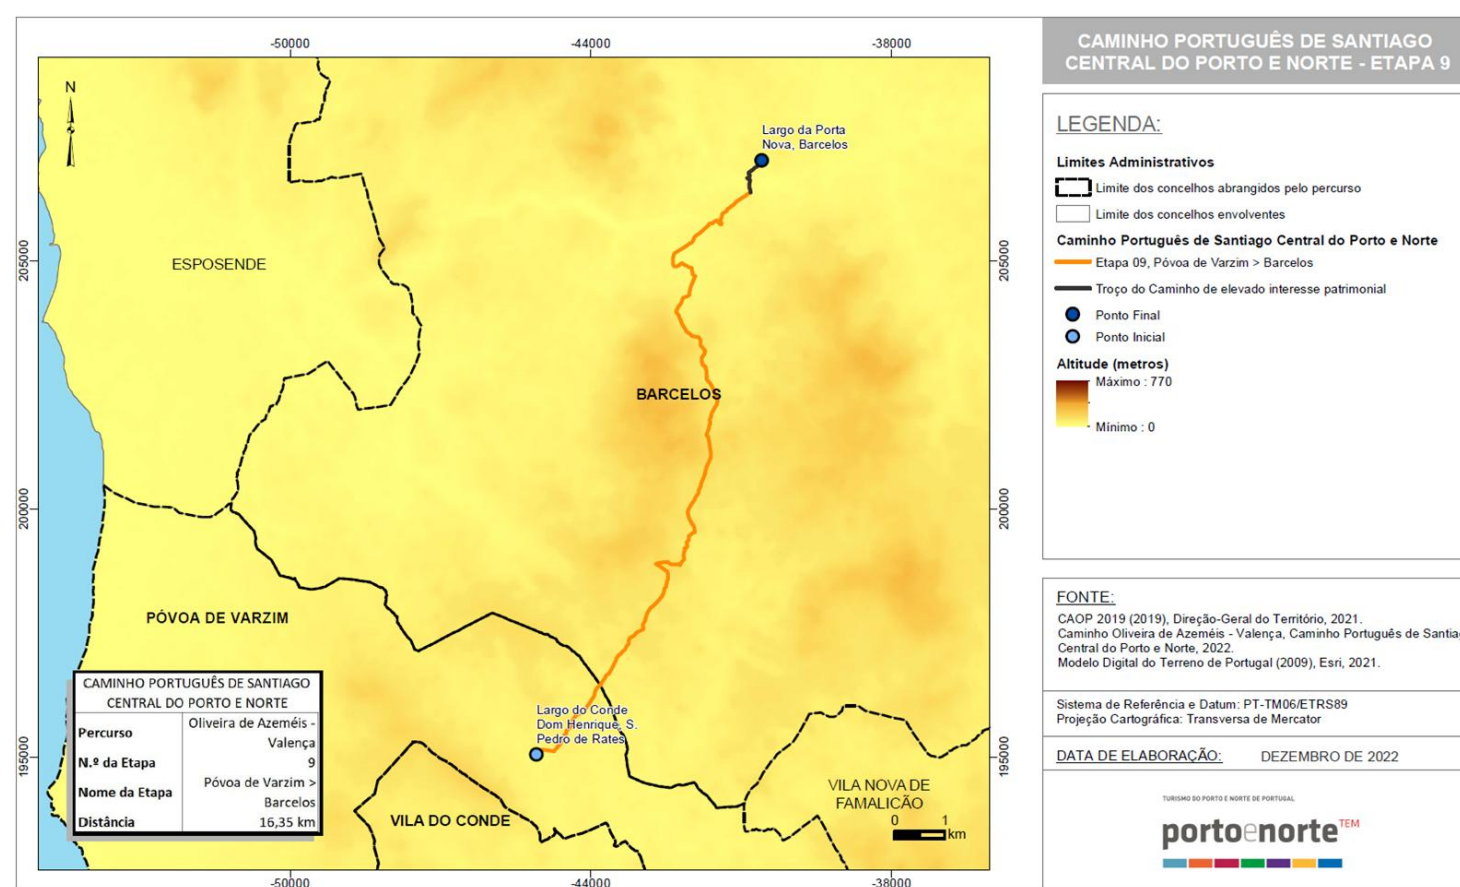 -50000
-44000
-38000
N
205000
200000
195000
205000
200000
195000
Largo da Porta
Nova, Barcelos
ESPOSENDE
BARCELOS
PÓVOA DE VARZIM
Largo do Conde
Dom Henrique, S.
Pedro de Rates
VILA NOVA DE
FAMALICÃO
VILA DO CONDE
0 1
km
CAMINHO PORTUGUÊS DE SANTIAGO
CENTRAL DO PORTO E NORTE
Percurso
Oliveira de Azeméis -
Valença
N.º da Etapa 9
Nome da Etapa
Póvoa de Varzim >
Barcelos
Distância 16,35 km
-50000
-44000
-38000
CAMINHO PORTUGUÊS DE SANTIAGO
CENTRAL DO PORTO E NORTE - ETAPA 9
LEGENDA:
Limites Administrativos
Limite dos concelhos abrangidos pelo percurso
Limite dos concelhos envolventes
Caminho Português de Santiago Central do Porto e Norte
Etapa 09, Póvoa de Varzim > Barcelos
Troço do Caminho de elevado interesse patrimonial
Ponto Final
Ponto Inicial
Altitude (metros)
Máximo : 770
Mínimo : 0
FONTE:
CAOP 2019 (2019), Direção-Geral do Território, 2021.
Caminho Oliveira de Azeméis - Valença, Caminho Português de Santiag
Central do Porto e Norte, 2022.
Modelo Digital do Terreno de Portugal (2009), Esri, 2021.
Sistema de Referência e Datum: PT-TM06/ETRS89
Projeção Cartográfica: Transversa de Mercator
DATA DE ELABORAÇÃO: DEZEMBRO DE 2022
TURISMO DO PORTO E NORTE DE PORTUGAL
portoenorte TEM